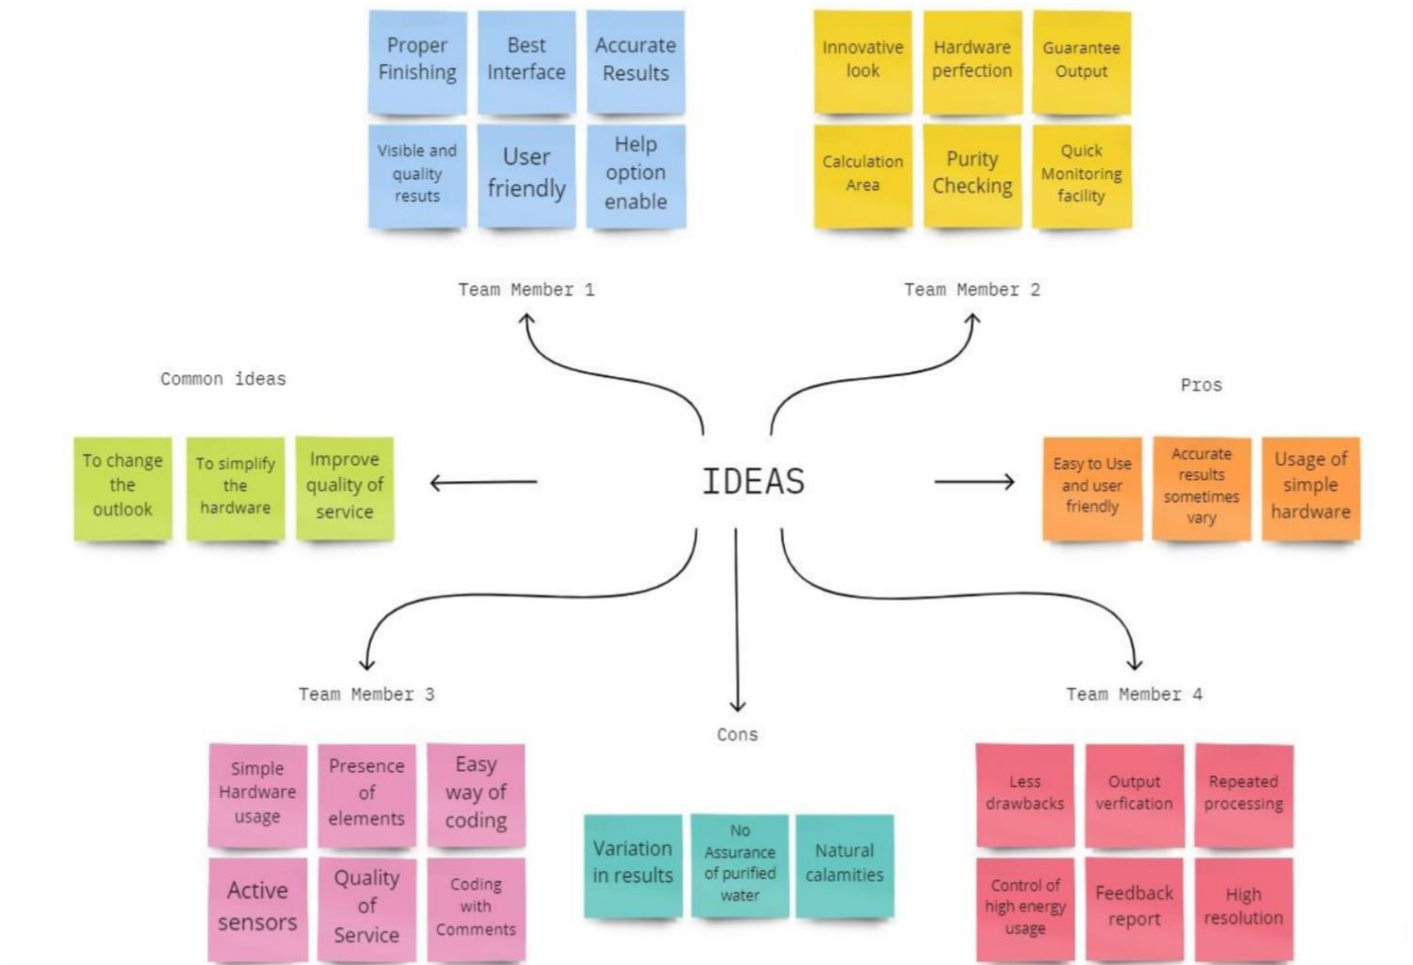 Proper
Finishing
Best
Interface
Accurate
Results
Visible and
quality
resuts
User
friendly
Help
option
enable
Team Member 1
Innovative
look
Hardware
perfection
Guarantee
Output
Calculation
Area
Purity
Checking
Quick
Monitoring
facility
Team Member 2
Common ideas
To change
the
outlook
To simplify
the
hardware
Improve
quality of
service
IDEAS
Pros
Easy to Use
and user
friendly
Accurate
results
sometimes
vary
Usage of
simple
hardware
Team Member 3
Simple
Hardware
usage
Presence
of
elements
Easy
way of
coding
Active
sensors
Quality
of
Service
Coding
with
Comments
Cons
Variation
in results
No
Assurance
of purified
water
Natural
calamities
Team Member 4
Less
drawbacks
Output
verfication
Repeated
processing
Control of
high energy
usage
Feedback
report
High
resolution